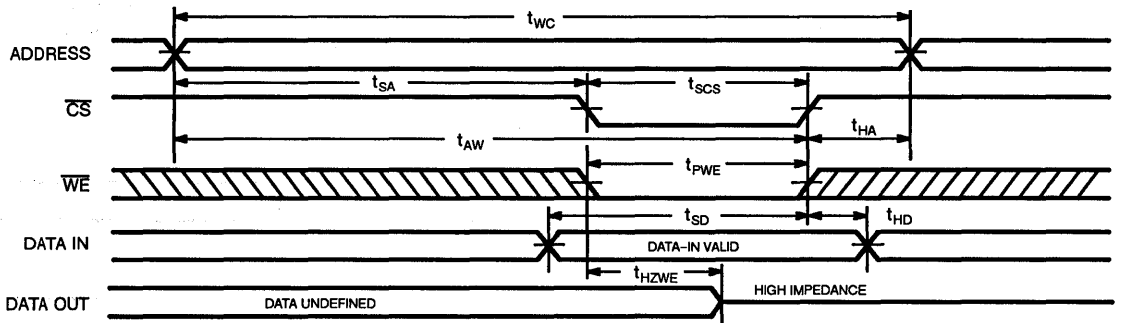 tWC
ADDRESS
tSA
tSCS
CS
tAW
tHA
tPWE
WE
tSD
tHD
DATA IN
DATA–IN VALID
tHZWE
DATA OUT
DATA UNDEFINED
HIGH IMPEDANCE